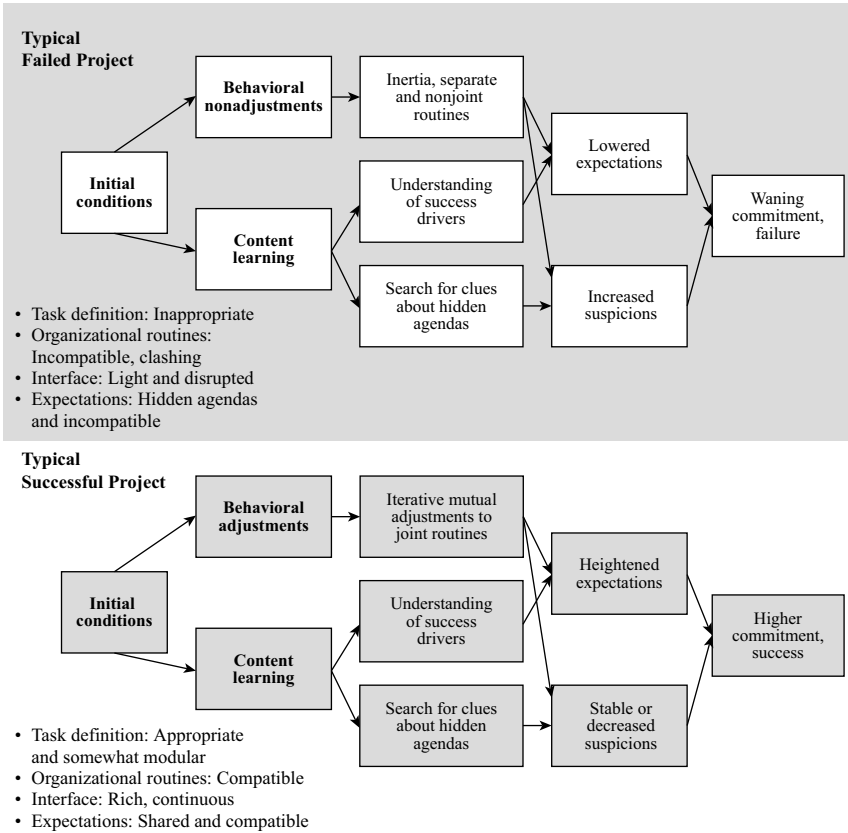 Typical
Failed Project
Behavioral
nonadjustments
Inertia, separate
and nonjoint
routines
Lowered
expectations
Initial
conditions
Understanding
of success
drivers
Waning
commitment,
failure
Content
learning
Search for clues
about hidden
agendas
Increased
suspicions
• Task definition: Inappropriate
• Organizational routines:
Incompatible, clashing
• Interface: Light and disrupted
• Expectations: Hidden agendas
and incompatible
Typical
Successful Project
Behavioral
adjustments
Iterative mutual
adjustments to
joint routines
Heightened
expectations
Initial
conditions
Understanding
of success
drivers
Higher
commitment,
success
Content
learning
Search for clues
about hidden
agendas
Stable or
decreased
suspicions
• Task definition: Appropriate
and somewhat modular
• Organizational routines: Compatible
• Interface: Rich, continuous
• Expectations: Shared and compatible